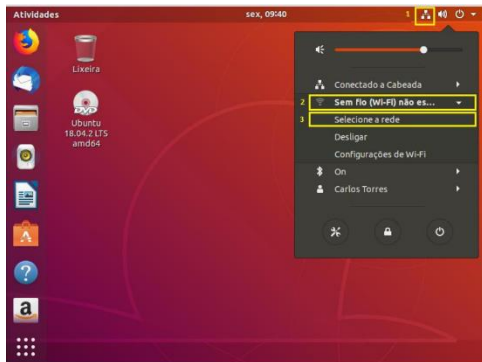 Atividades
sex, 09:40
1
Lixeira
Ubuntu
18.04.2 LTS
amd64
Conectado a Cabeada
2 Sem fio (Wi-Fi) não es...
3 Selecione a rede
Desligar
Configurações de Wi-Fi
On
Carlos Torres